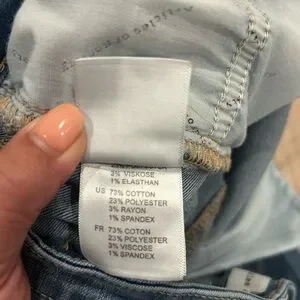 3% VISKOSE
1% ELASTHAN
US 73% COTTON
23% POLYESTER
3% RAYON
1% SPANDEX
FR 73% COTON
23% POLYESTER
3% VISCOSE
1% SPANDEX